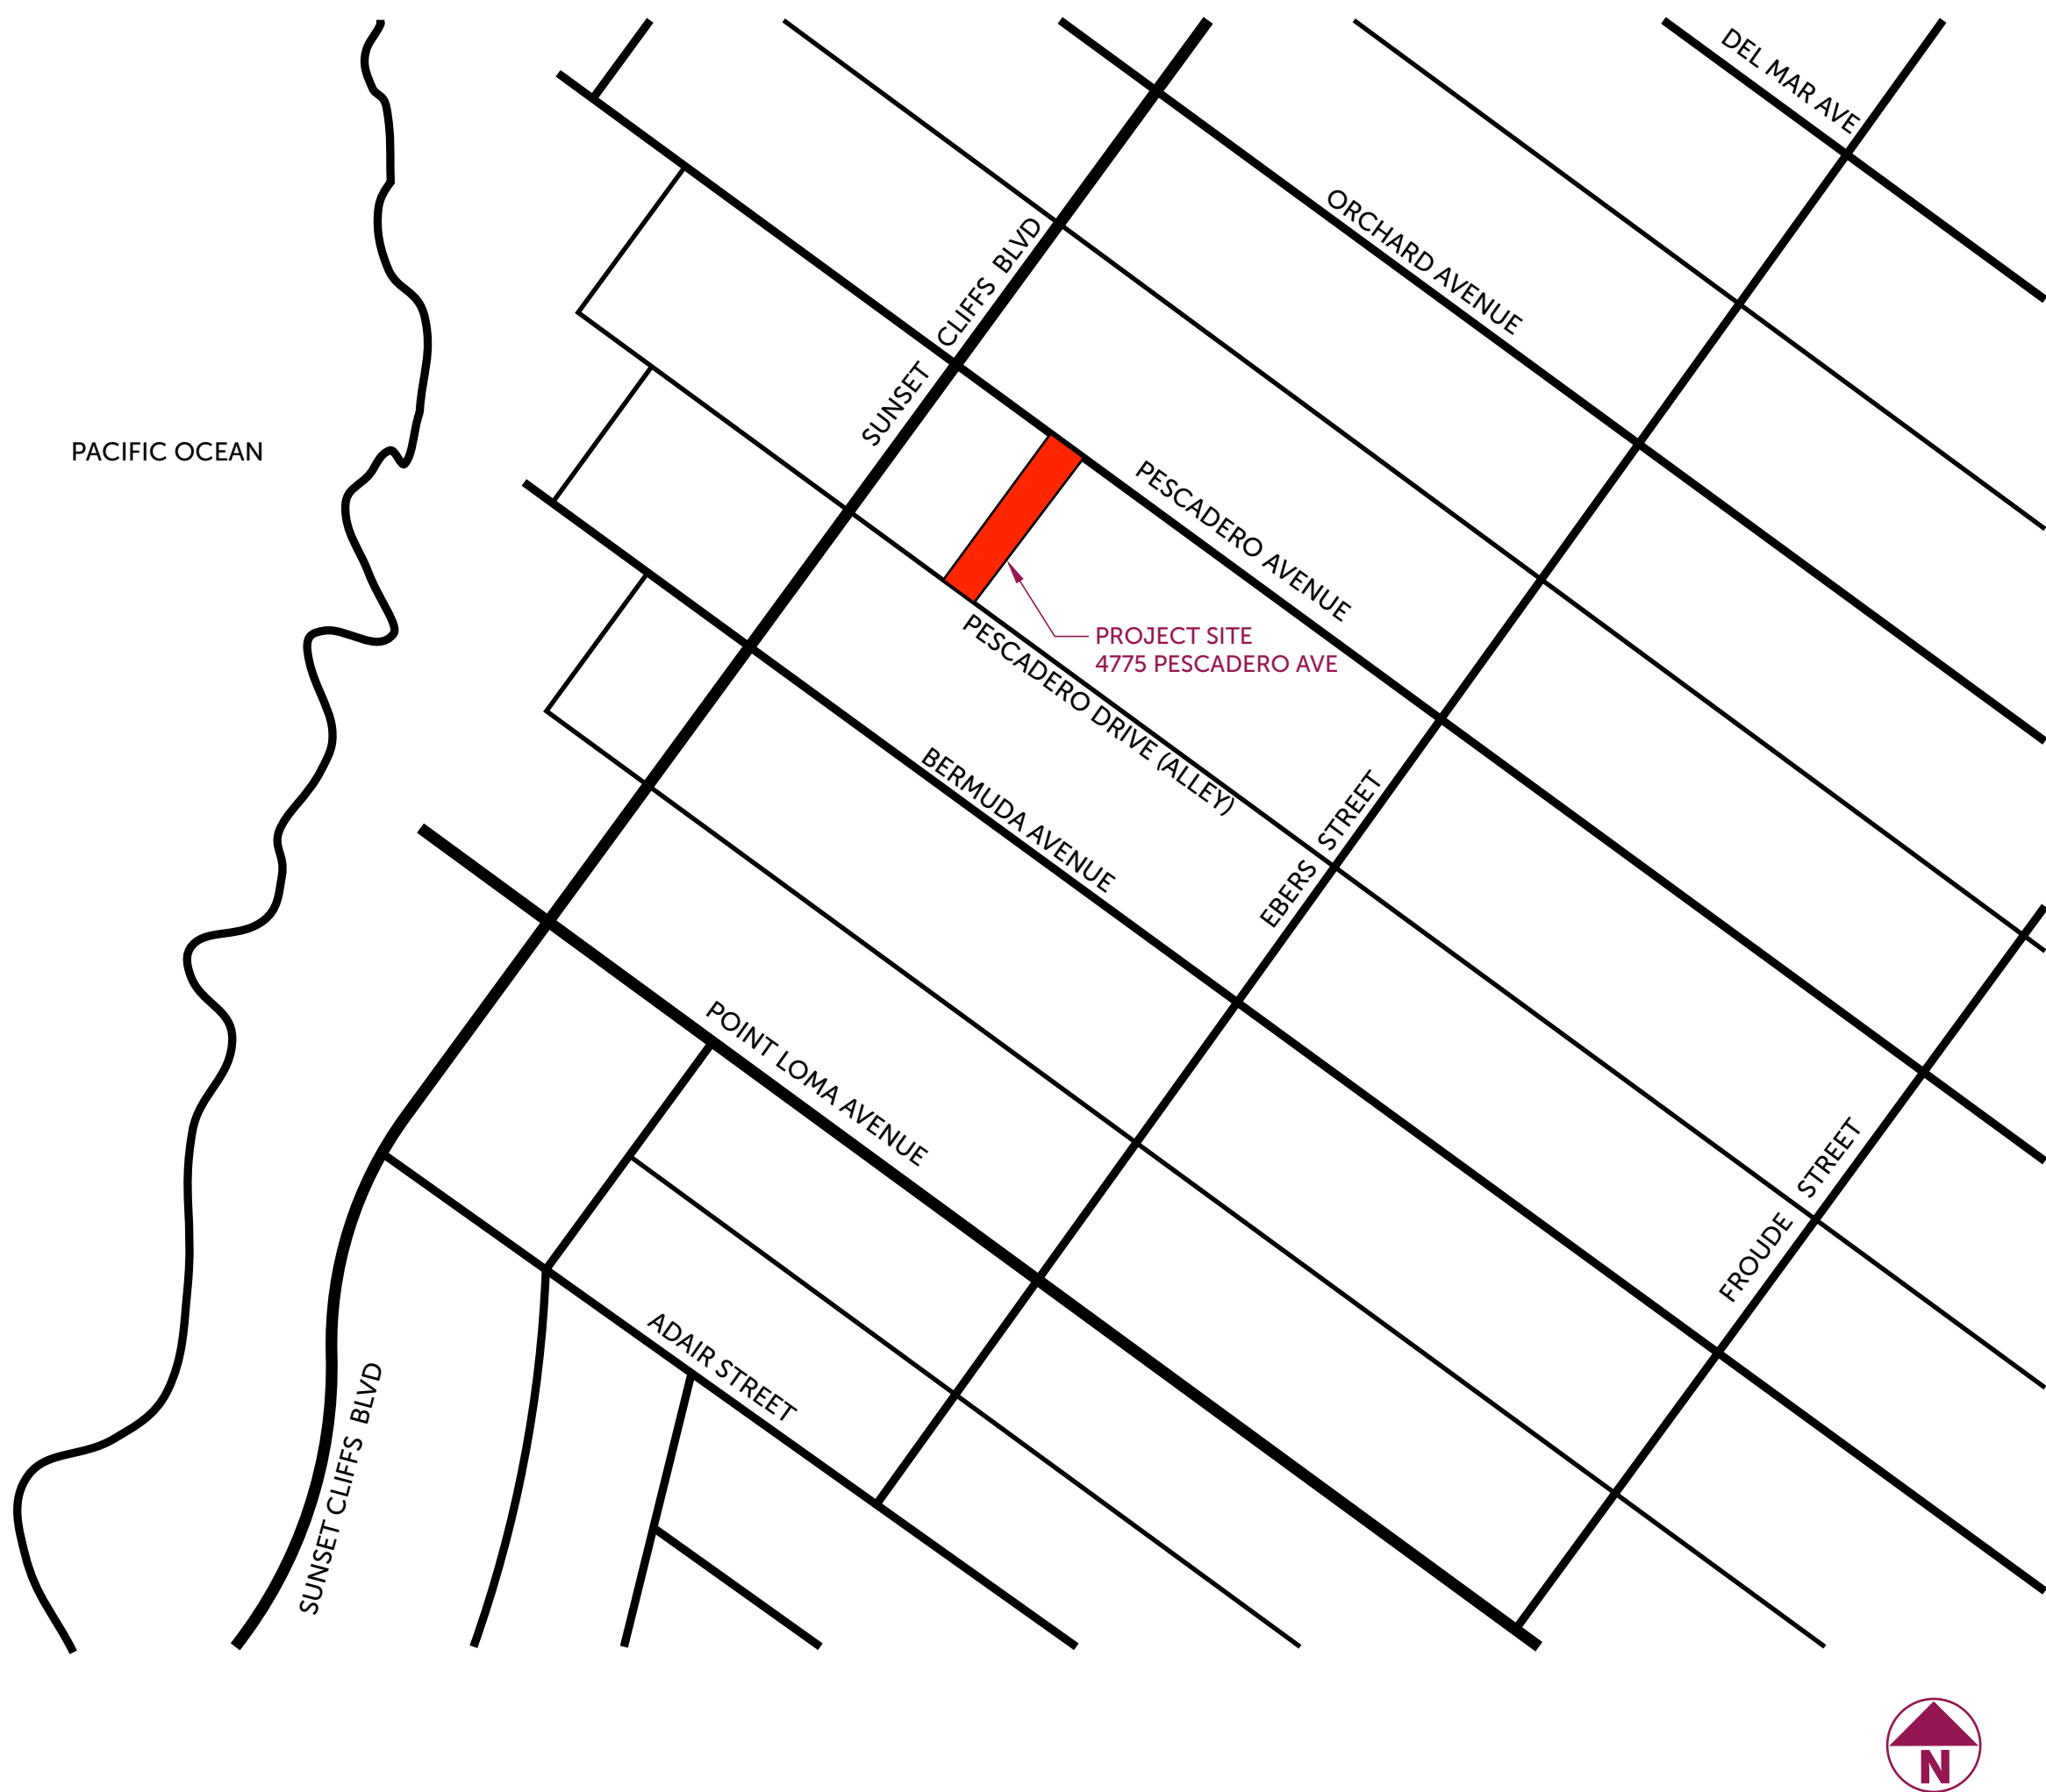 DEL MAR AVE
ORCHARD AVENUE
SUNSET CLIFFS BLVD
PACIFIC OCEAN
PESCADERO AVENUE
PROJECT SITE
4775 PESCADERO AVE
PESCADERO DRIVE (ALLEY)
BERMUDA AVENUE
EBERS STREET
POINT LOMA AVENUE
FROUDE STREET
ADAIR STREET
SUNSET CLIFFS BLVD
N